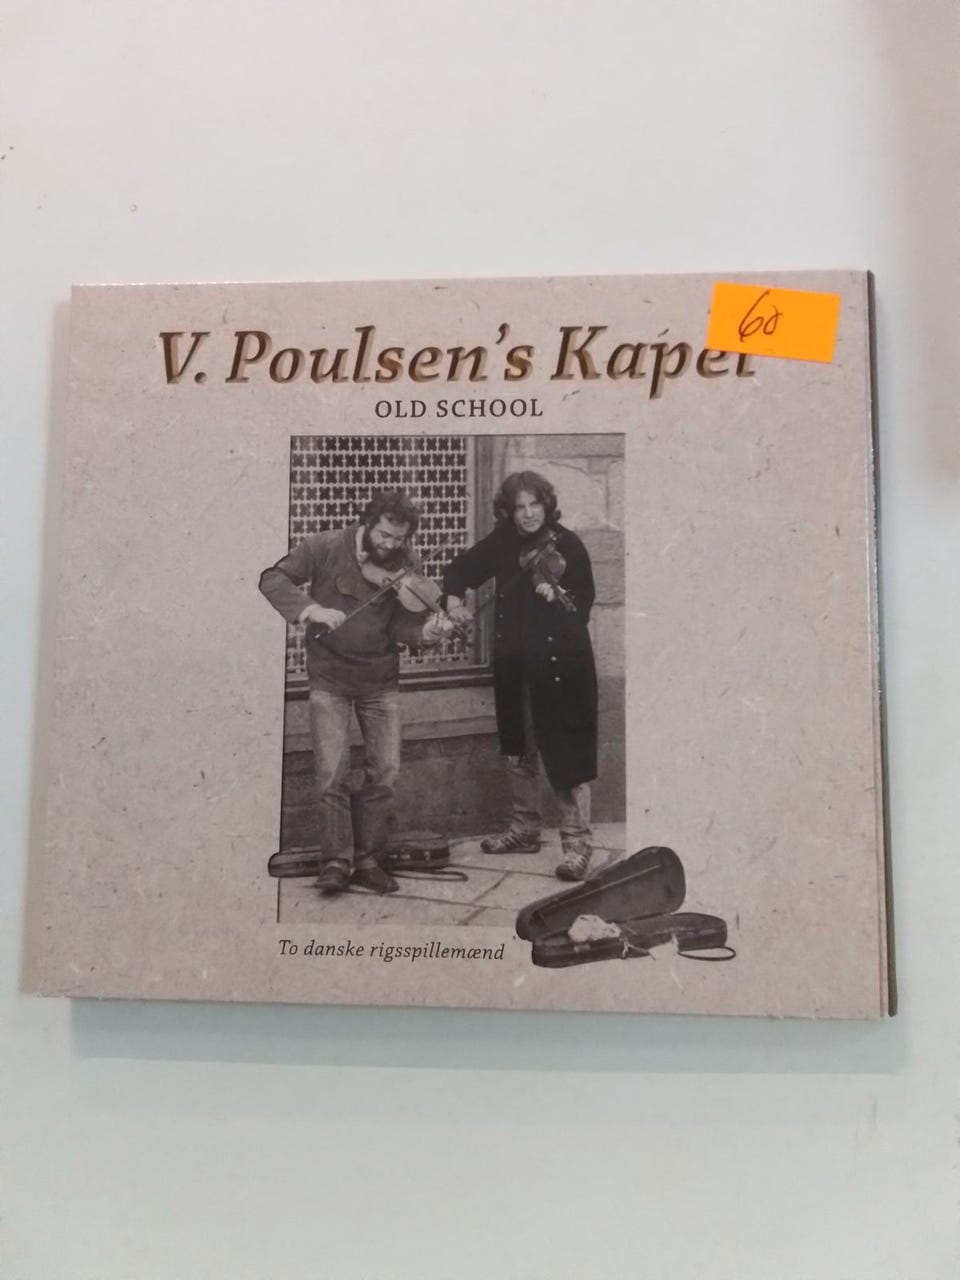 60
V. Poulsen's Kapel
OLD SCHOOL
To danske rigsspillemænd